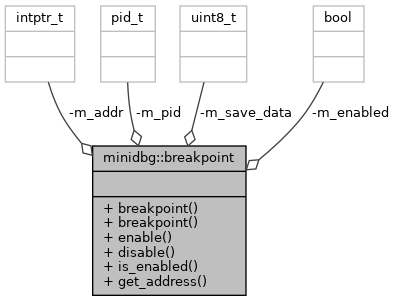 intptr_t pid_t uint8_t bool
-m_addr -m_pid -m_save_data -m_enabled
minidbg::breakpoint
+ breakpoint()
+ breakpoint()
+ enable()
+ disable()
+ is_enabled()
+ get_address()